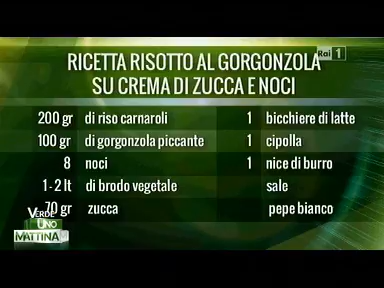 RICETTA RISOTTO AL GORGONZOLA
Rai 1
SU CREMA DI ZUCCA E NOCI
200 gr di riso carnaroli 1 bicchiere di latte
100 gr di gorgonzola piccante 1 cipolla
8 noci 1 nice di burro
1-2 lt di brodo vegetale sale
70 gr zucca pepe bianco
VERDE
UNO
MATTINA